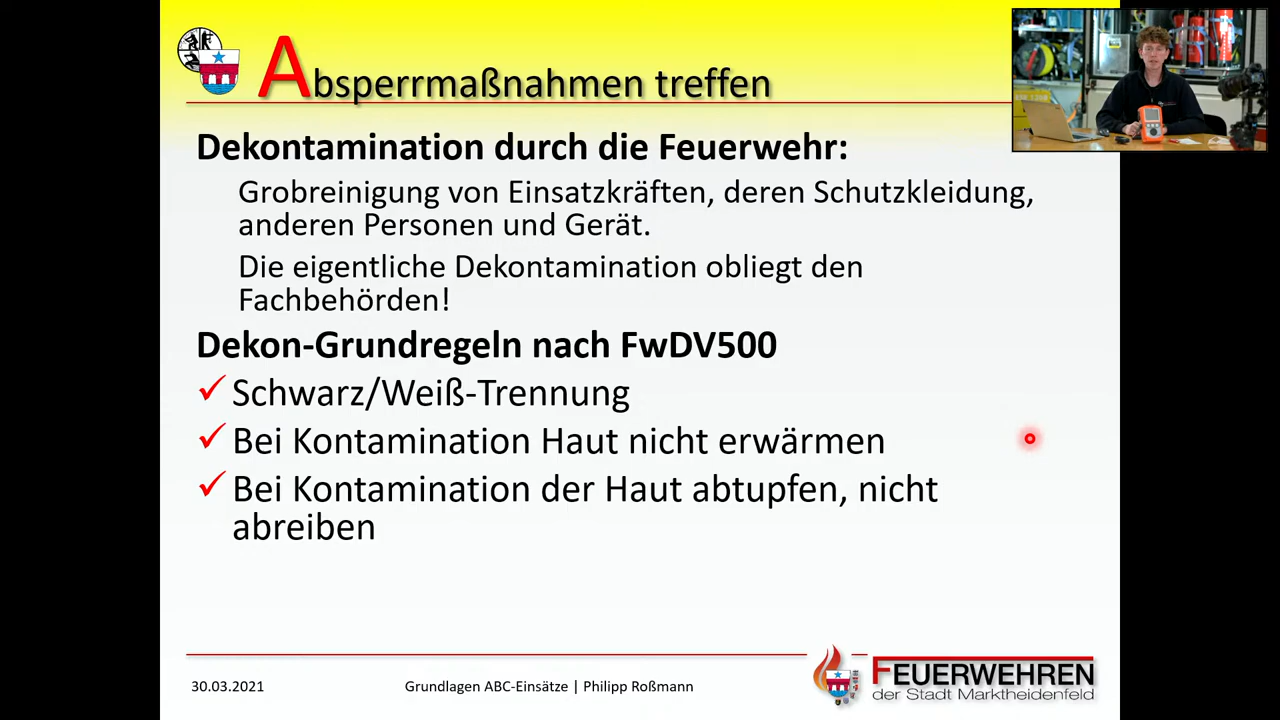 Absperrmaßnahmen treffen
Dekontamination durch die Feuerwehr:
Grobreinigung von Einsatzkräften, deren Schutzkleidung,
anderen Personen und Gerät.
Die eigentliche Dekontamination obliegt den
Fachbehörden!
Dekon-Grundregeln nach FwDV500
Schwarz/Weiß-Trennung
Bei Kontamination Haut nicht erwärmen
Bei Kontamination der Haut abtupfen, nicht
abreiben
30.03.2021
Grundlagen ABC-Einsätze | Philipp Roßmann
FEUERWEHREN
der Stadt Marktheidenfeld